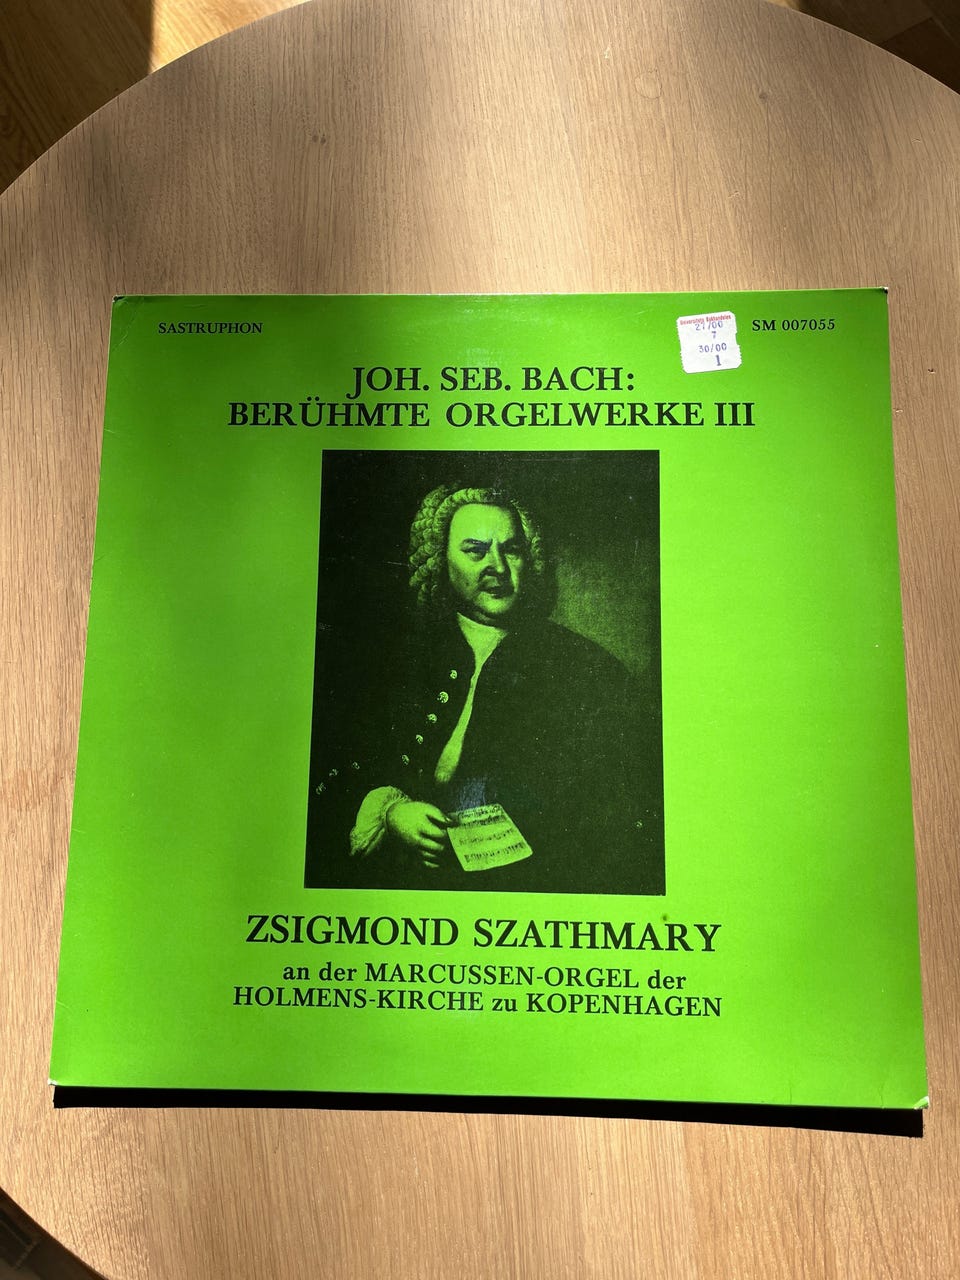 SASTRUPHON
SM 007055
27/00
7
30/00
1
JOH. SEB. BACH:
BERÜHMTE ORGELWERKE III
ZSIGMOND SZATHMARY
an der MARCUSSEN-ORGEL der
HOLMENS-KIRCHE zu KOPENHAGEN